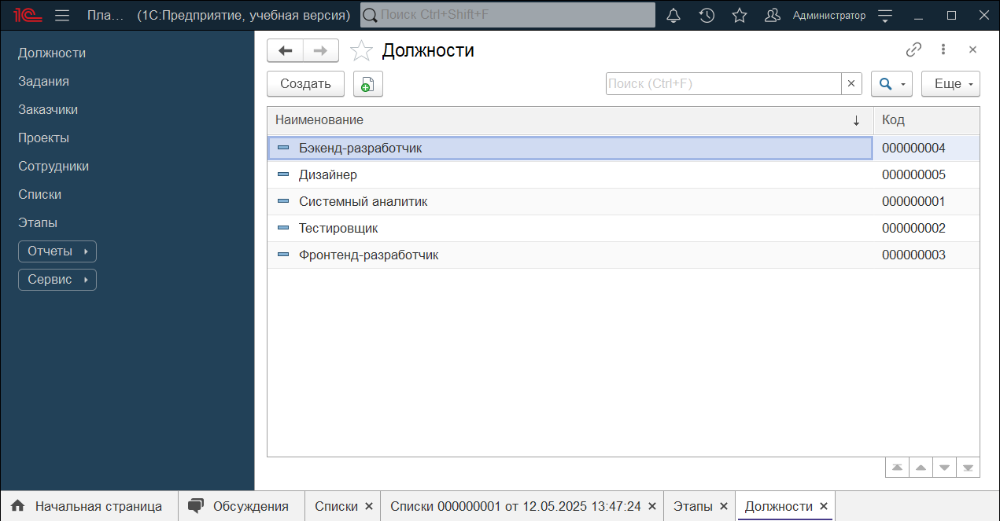 1С Пла... (1С:Предприятие, учебная версия) Поиск Ctrl+Shift+F Администратор
Должности
Задания
Заказчики
Проекты
Сотрудники
Списки
Этапы
Отчеты
Сервис
Должности
Создать Поиск (Ctrl+F) × Еще
Наименование Код
Бэкенд-разработчик 000000004
Дизайнер 000000005
Системный аналитик 000000001
Тестировщик 000000002
Фронтенд-разработчик 000000003
Начальная страница Обсуждения Списки × Списки 000000001 от 12.05.2025 13:47:24 × Этапы × Должности ×